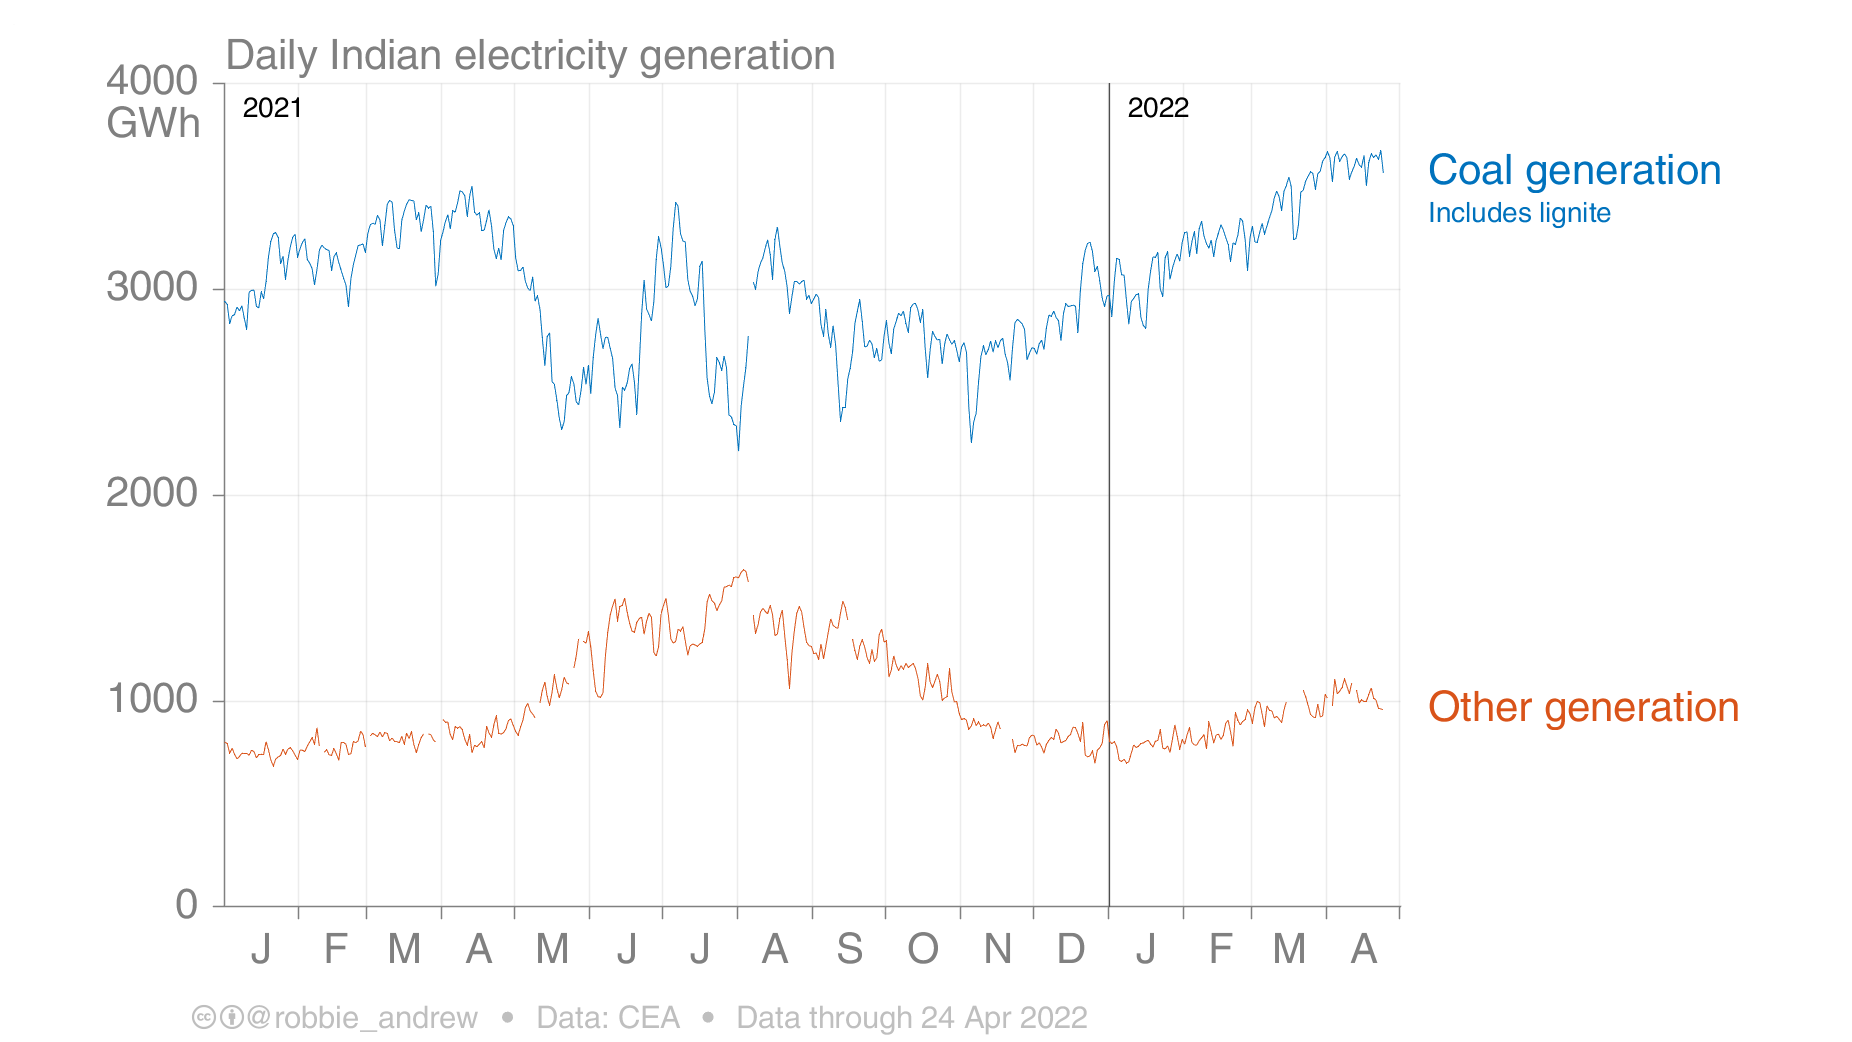 Daily Indian electricity generation
4000
GWh
2021
2022
Coal generation
Includes lignite
3000
2000
1000
Other generation
0
J F M A M J J A S O N D J F M A
@robbie_andrew • Data: CEA • Data through 24 Apr 2022